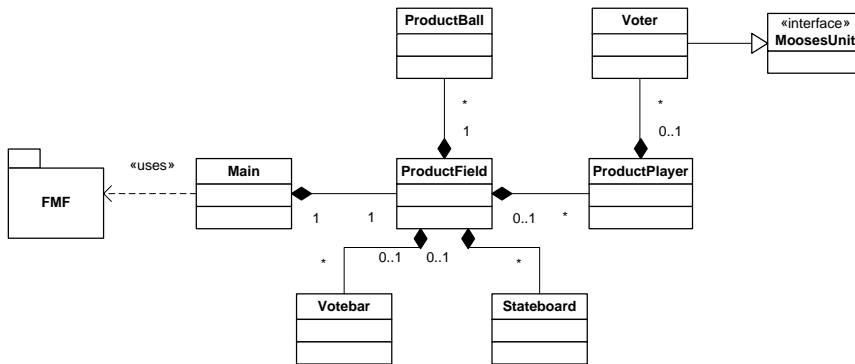 ProductBall
Voter
«interface»
MoosesUnit
*
1
*
0..1
«uses»
FMF
Main
ProductField
ProductPlayer
1
1
0..1
*
*
0..1
0..1
*
Votebar
Stateboard